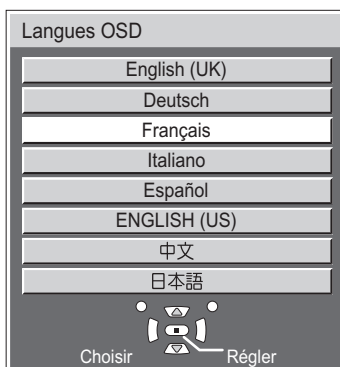 Langues OSD
English (UK)
Deutsch
Français
Italiano
Español
ENGLISH (US)
中文
日本語
Choisir Régler